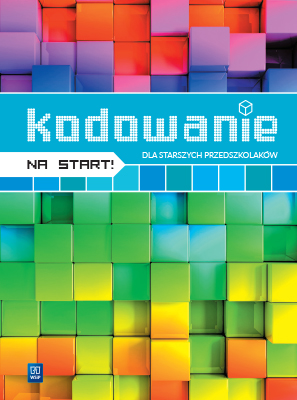 kodowanie
NA START!
DLA STARSZYCH PRZEDSZKOLAKÓW
WSiP